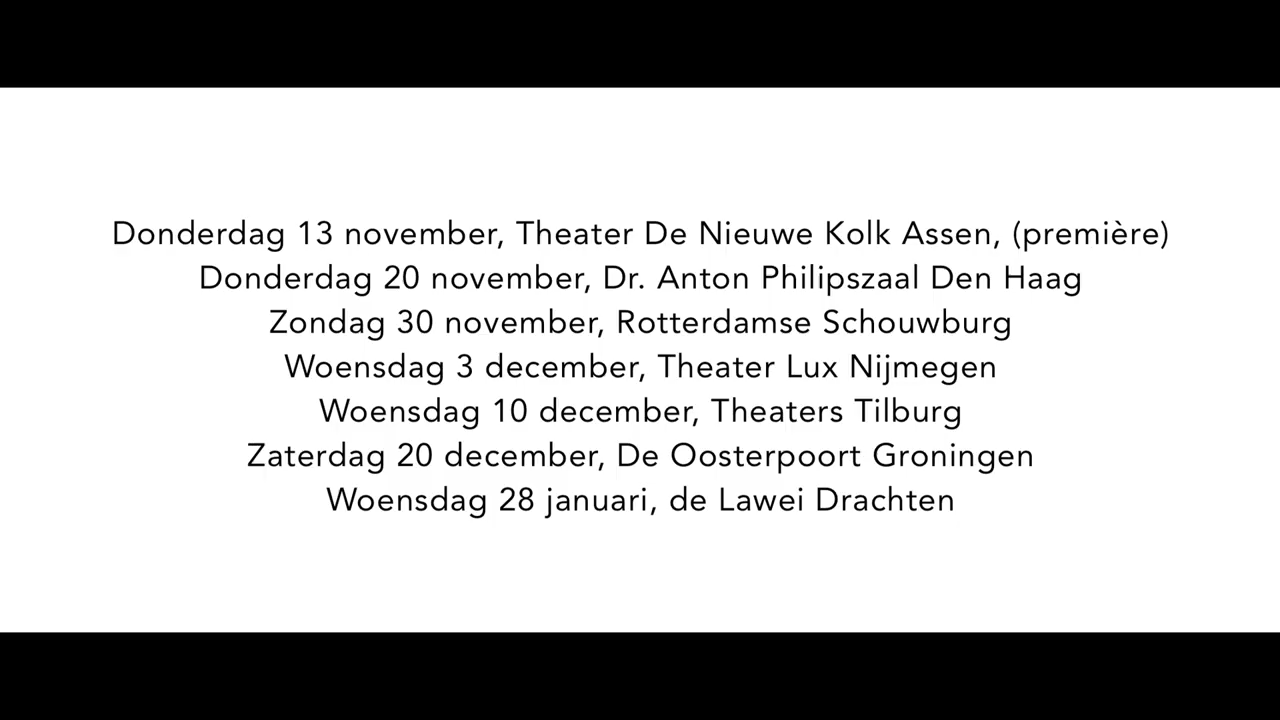 Donderdag 13 november, Theater De Nieuwe Kolk Assen, (première)
Donderdag 20 november, Dr. Anton Philipszaal Den Haag
Zondag 30 november, Rotterdamse Schouwburg
Woensdag 3 december, Theater Lux Nijmegen
Woensdag 10 december, Theaters Tilburg
Zaterdag 20 december, De Oosterpoort Groningen
Woensdag 28 januari, de Lawei Drachten